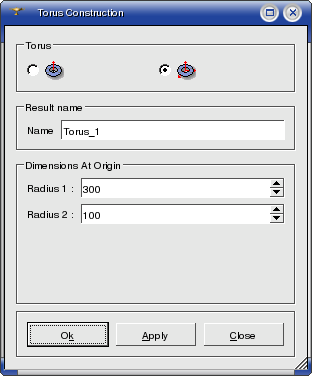 Torus Construction
Torus
Result name
Name Torus_1
Dimensions At Origin
Radius 1 : 300
Radius 2 : 100
Ok Apply Close